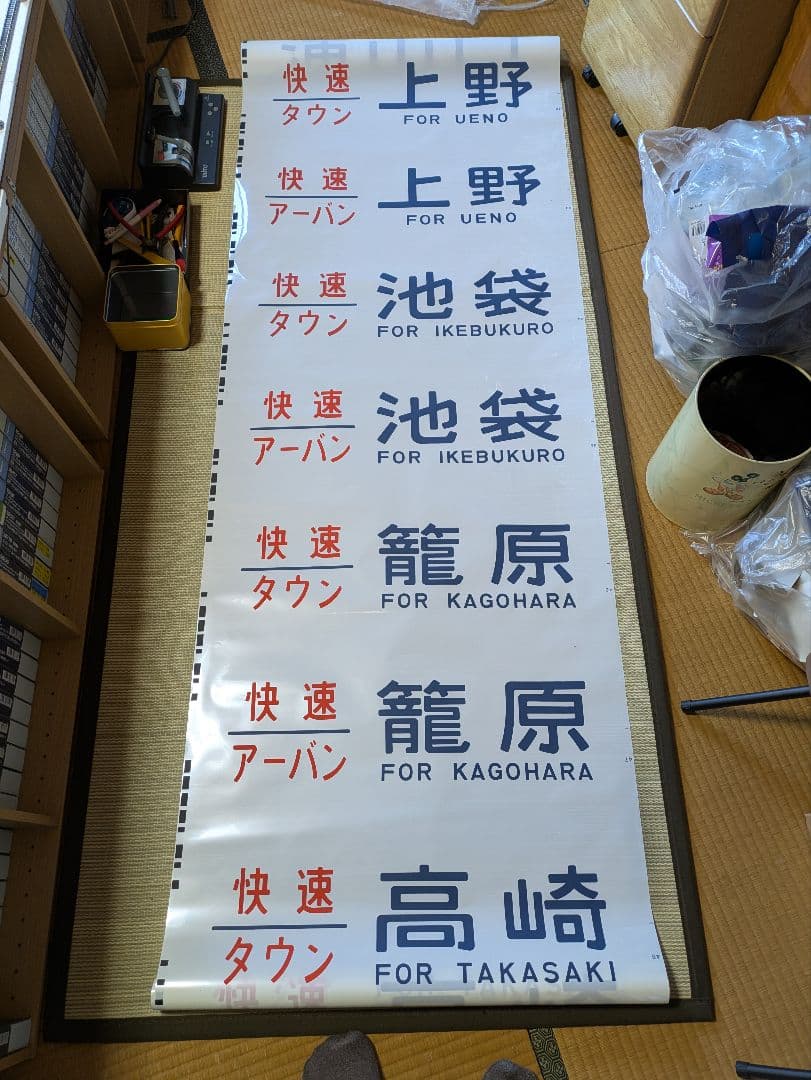 快速 上野
タウン FOR UENO
快速 上野
アーバン FOR UENO
快速 池袋
タウン FOR IKEBUKURO
快速 池袋
アーバン FOR IKEBUKURO
快速 籠原
タウン FOR KAGOHARA
快速 籠原
アーバン FOR KAGOHARA
快速 高崎
タウン FOR TAKASAKI